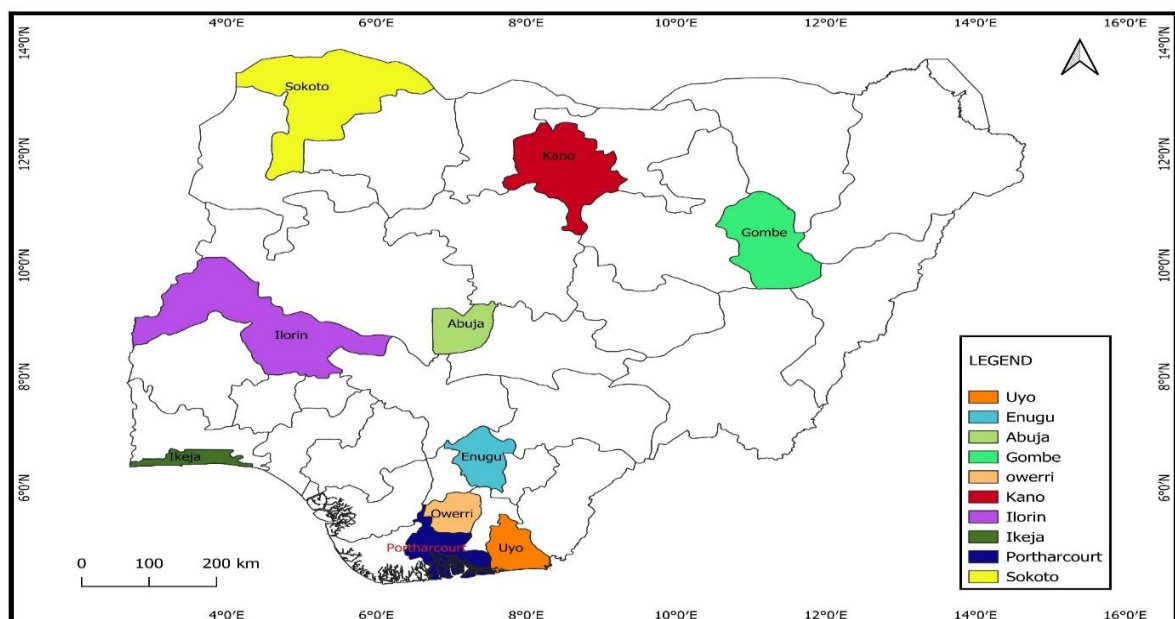 4°0'E 6°0'E 8°0'E 10°0'E 12°0'E 14°0'E 16°0'E
14°0'N 14°0'N
Sokoto
12°0'N 12°0'N
Kano
Gombe
10°0'N 10°0'N
Abuja
Ilorin
8°0'N 8°0'N
LEGEND
Uyo
Enugu
Abuja
Gombe
owerri
Kano
Ilorin
Ikeja
Portharcourt
Sokoto
Ikeja
Enugu
6°0'N 6°0'N
Owerri
Portharcourt
Uyo
0 100 200 km
4°0'E 6°0'E 8°0'E 10°0'E 12°0'E 14°0'E 16°0'E